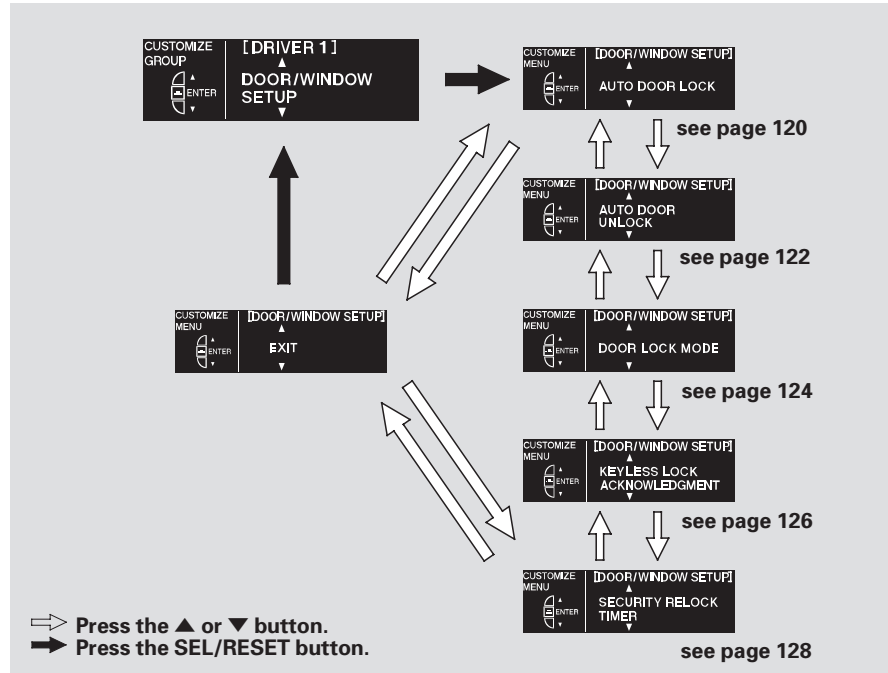 CUSTOMIZE
GROUP
ENTER
[DRIVER 1]
▲
DOOR/WINDOW
SETUP
▼
CUSTOMIZE
MENU
ENTER
[DOOR/WINDOW SETUP]
▲
AUTO DOOR LOCK
▼
see page 120
CUSTOMIZE
MENU
ENTER
[DOOR/WINDOW SETUP]
▲
AUTO DOOR
UNLOCK
▼
see page 122
CUSTOMIZE
MENU
ENTER
[DOOR/WINDOW SETUP]
▲
EXIT
▼
CUSTOMIZE
MENU
ENTER
[DOOR/WINDOW SETUP]
▲
DOOR LOCK MODE
▼
see page 124
CUSTOMIZE
MENU
ENTER
[DOOR/WINDOW SETUP]
▲
KEYLESS LOCK
ACKNOWLEDGMENT
▼
see page 126
CUSTOMIZE
MENU
ENTER
[DOOR/WINDOW SETUP]
▲
SECURITY RELOCK
TIMER
▼
see page 128
Press the ▲ or ▼ button.
Press the SEL/RESET button.